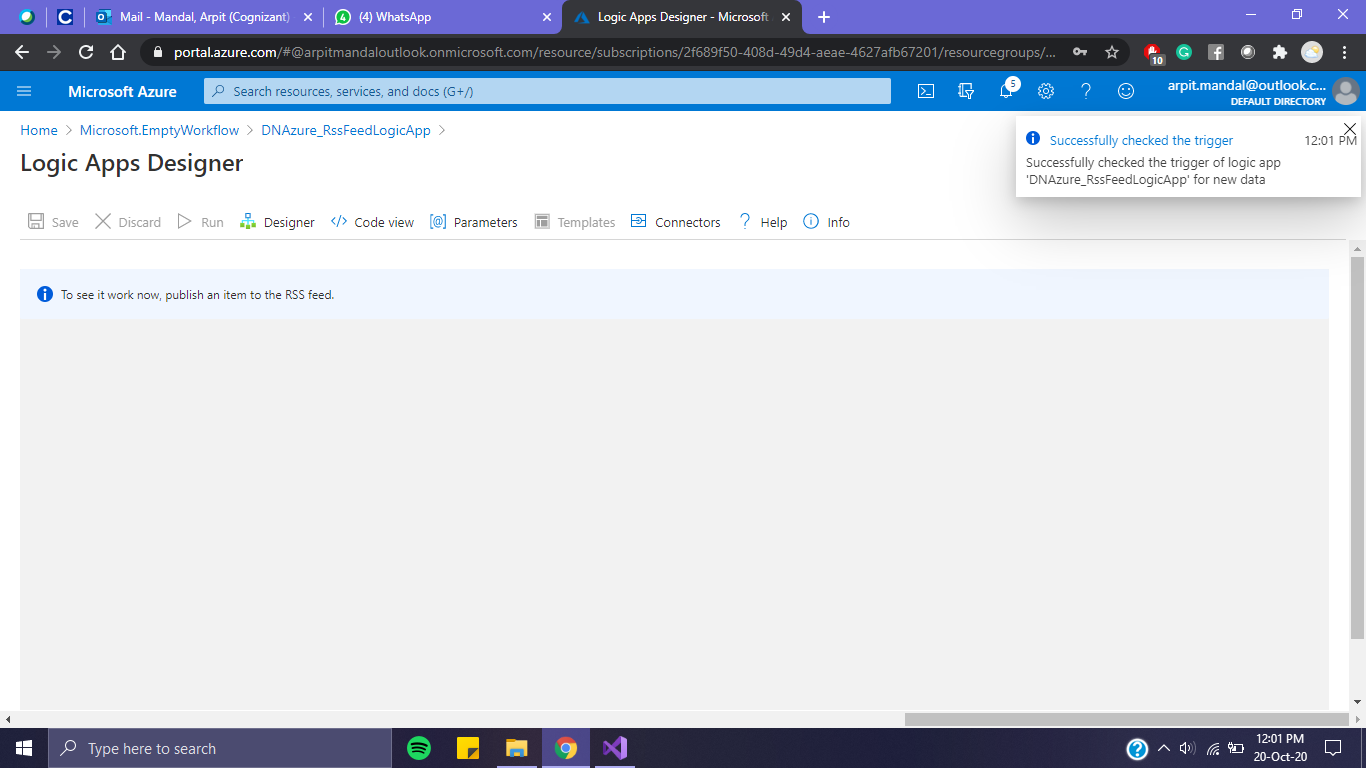 Mail - Mandal, Arpit (Cognizant)
(4) WhatsApp
Logic Apps Designer - Microsoft
portal.azure.com/#@arpitmandaloutlook.onmicrosoft.com/resource/subscriptions/2f689f50-408d-49d4-aeae-4627afb67201/resourcegroups/...
10
Microsoft Azure
Search resources, services, and docs (G+/)
5
arpit.mandal@outlook.c...
DEFAULT DIRECTORY
Home > Microsoft.EmptyWorkflow > DNAzure_RssFeedLogicApp >
Logic Apps Designer
Successfully checked the trigger 12:01 PM
Successfully checked the trigger of logic app
'DNAzure_RssFeedLogicApp' for new data
Save Discard Run Designer Code view Parameters Templates Connectors Help Info
To see it work now, publish an item to the RSS feed.
Type here to search
12:01 PM
20-Oct-20